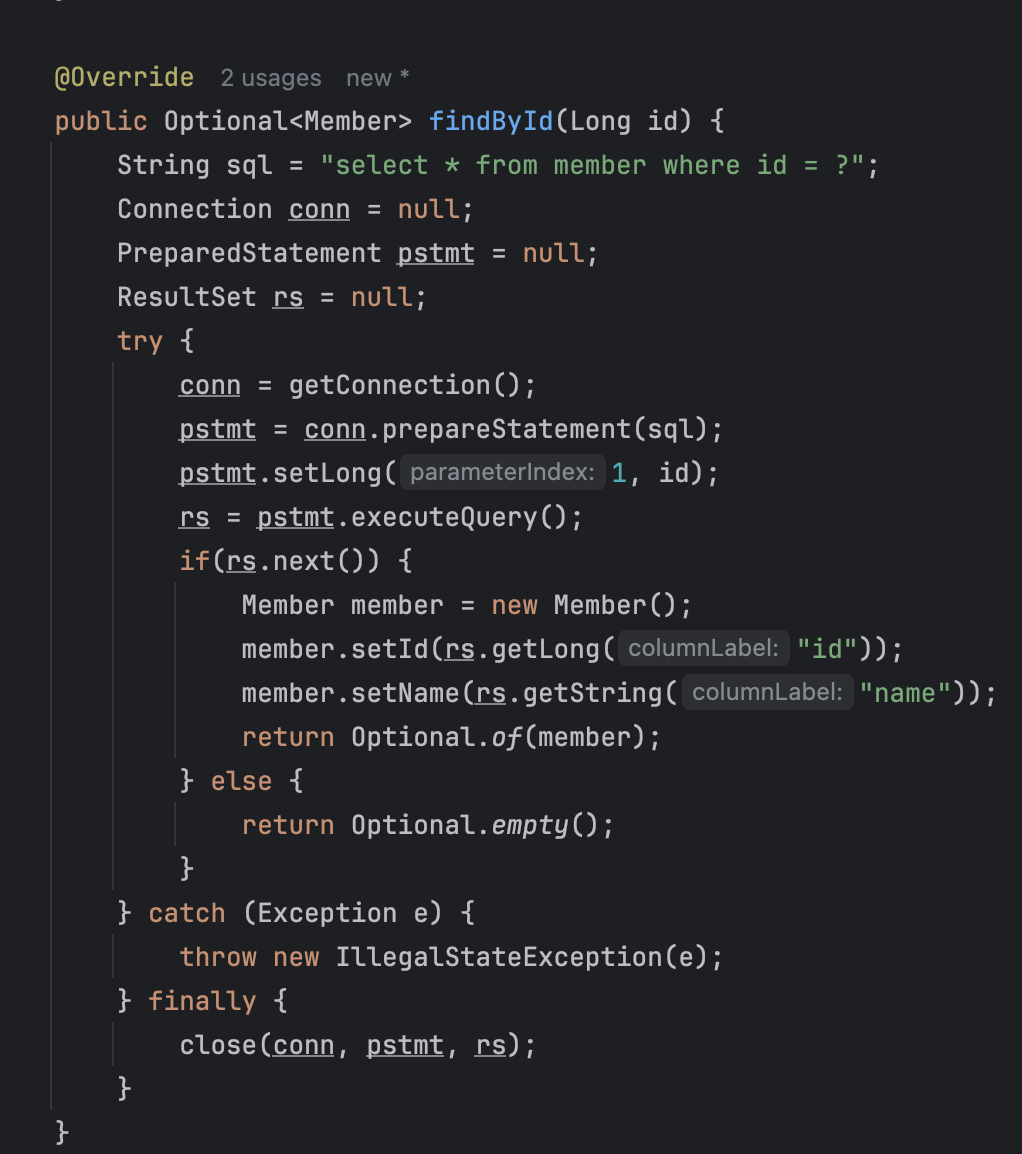 @Override 2 usages new *
public Optional<Member> findById(Long id) {
    String sql = "select * from member where id = ?";
    Connection conn = null;
    PreparedStatement pstmt = null;
    ResultSet rs = null;
    try {
        conn = getConnection();
        pstmt = conn.prepareStatement(sql);
        pstmt.setLong( parameterIndex: 1, id);
        rs = pstmt.executeQuery();
        if(rs.next()) {
            Member member = new Member();
            member.setId(rs.getLong( columnLabel: "id"));
            member.setName(rs.getString( columnLabel: "name"));
            return Optional.of(member);
        } else {
            return Optional.empty();
        }
    } catch (Exception e) {
        throw new IllegalStateException(e);
    } finally {
        close(conn, pstmt, rs);
    }
}